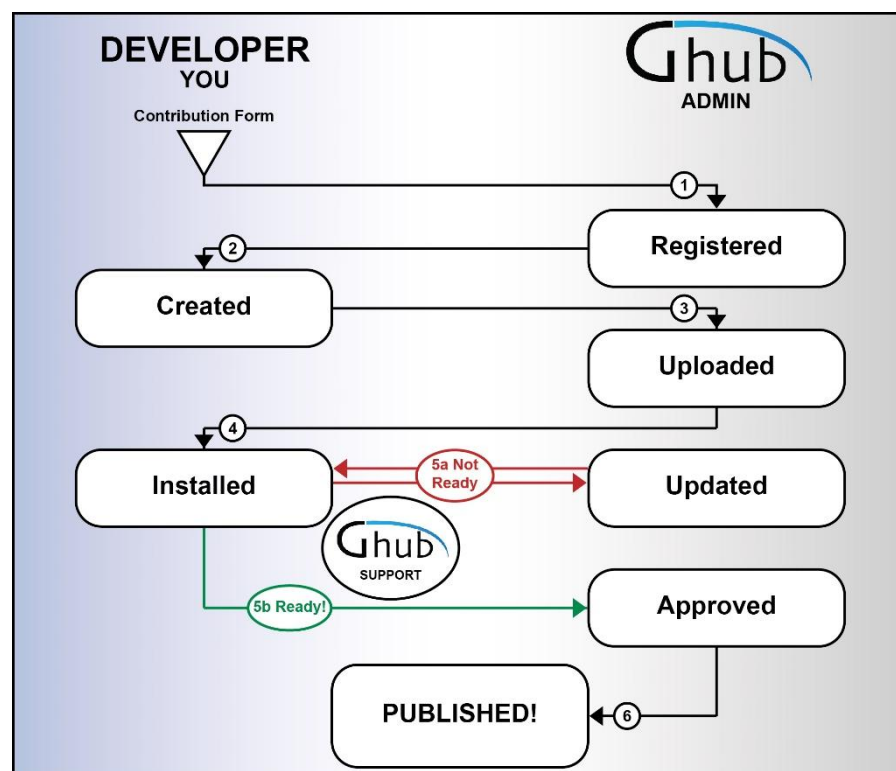 DEVELOPER
YOU
Contribution Form
Ghub
ADMIN
1
Registered
2
Created
3
Uploaded
4
Installed
5a Not
Ready
Updated
Ghub
SUPPORT
5b Ready!
Approved
PUBLISHED!
6